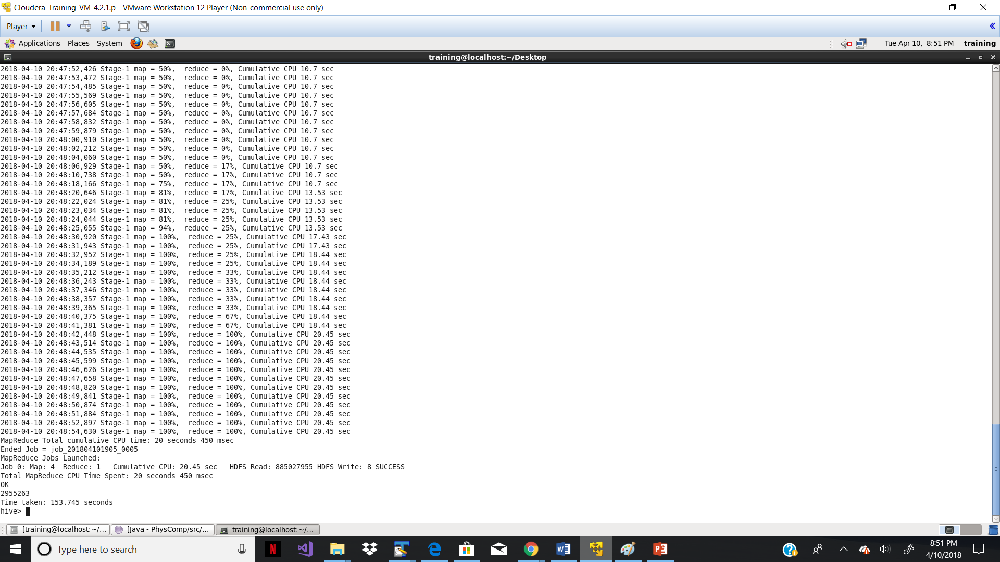 Cloudera-Training-VM-4.2.1.p - VMware Workstation 12 Player (Non-commercial use only)
Player
Applications Places System Tue Apr 10, 8:51 PM training
training@localhost:~/Desktop
2018-04-10 20:47:52,426 Stage-1 map = 50%,  reduce = 0%, Cumulative CPU 10.7 sec
2018-04-10 20:47:53,472 Stage-1 map = 50%,  reduce = 0%, Cumulative CPU 10.7 sec
2018-04-10 20:47:54,485 Stage-1 map = 50%,  reduce = 0%, Cumulative CPU 10.7 sec
2018-04-10 20:47:55,569 Stage-1 map = 50%,  reduce = 0%, Cumulative CPU 10.7 sec
2018-04-10 20:47:56,605 Stage-1 map = 50%,  reduce = 0%, Cumulative CPU 10.7 sec
2018-04-10 20:47:57,684 Stage-1 map = 50%,  reduce = 0%, Cumulative CPU 10.7 sec
2018-04-10 20:47:58,832 Stage-1 map = 50%,  reduce = 0%, Cumulative CPU 10.7 sec
2018-04-10 20:47:59,879 Stage-1 map = 50%,  reduce = 0%, Cumulative CPU 10.7 sec
2018-04-10 20:48:00,910 Stage-1 map = 50%,  reduce = 0%, Cumulative CPU 10.7 sec
2018-04-10 20:48:02,212 Stage-1 map = 50%,  reduce = 0%, Cumulative CPU 10.7 sec
2018-04-10 20:48:04,060 Stage-1 map = 50%,  reduce = 0%, Cumulative CPU 10.7 sec
2018-04-10 20:48:06,929 Stage-1 map = 50%,  reduce = 17%, Cumulative CPU 10.7 sec
2018-04-10 20:48:10,738 Stage-1 map = 50%,  reduce = 17%, Cumulative CPU 10.7 sec
2018-04-10 20:48:18,166 Stage-1 map = 75%,  reduce = 17%, Cumulative CPU 10.7 sec
2018-04-10 20:48:20,646 Stage-1 map = 81%,  reduce = 17%, Cumulative CPU 13.53 sec
2018-04-10 20:48:22,024 Stage-1 map = 81%,  reduce = 25%, Cumulative CPU 13.53 sec
2018-04-10 20:48:23,034 Stage-1 map = 81%,  reduce = 25%, Cumulative CPU 13.53 sec
2018-04-10 20:48:24,044 Stage-1 map = 81%,  reduce = 25%, Cumulative CPU 13.53 sec
2018-04-10 20:48:25,055 Stage-1 map = 94%,  reduce = 25%, Cumulative CPU 13.53 sec
2018-04-10 20:48:30,920 Stage-1 map = 100%,  reduce = 25%, Cumulative CPU 17.43 sec
2018-04-10 20:48:31,943 Stage-1 map = 100%,  reduce = 25%, Cumulative CPU 17.43 sec
2018-04-10 20:48:32,952 Stage-1 map = 100%,  reduce = 25%, Cumulative CPU 18.44 sec
2018-04-10 20:48:34,189 Stage-1 map = 100%,  reduce = 25%, Cumulative CPU 18.44 sec
2018-04-10 20:48:35,212 Stage-1 map = 100%,  reduce = 33%, Cumulative CPU 18.44 sec
2018-04-10 20:48:36,243 Stage-1 map = 100%,  reduce = 33%, Cumulative CPU 18.44 sec
2018-04-10 20:48:37,346 Stage-1 map = 100%,  reduce = 33%, Cumulative CPU 18.44 sec
2018-04-10 20:48:38,357 Stage-1 map = 100%,  reduce = 33%, Cumulative CPU 18.44 sec
2018-04-10 20:48:39,365 Stage-1 map = 100%,  reduce = 33%, Cumulative CPU 18.44 sec
2018-04-10 20:48:40,375 Stage-1 map = 100%,  reduce = 67%, Cumulative CPU 18.44 sec
2018-04-10 20:48:41,381 Stage-1 map = 100%,  reduce = 67%, Cumulative CPU 18.44 sec
2018-04-10 20:48:42,448 Stage-1 map = 100%,  reduce = 100%, Cumulative CPU 20.45 sec
2018-04-10 20:48:43,514 Stage-1 map = 100%,  reduce = 100%, Cumulative CPU 20.45 sec
2018-04-10 20:48:44,535 Stage-1 map = 100%,  reduce = 100%, Cumulative CPU 20.45 sec
2018-04-10 20:48:45,599 Stage-1 map = 100%,  reduce = 100%, Cumulative CPU 20.45 sec
2018-04-10 20:48:46,626 Stage-1 map = 100%,  reduce = 100%, Cumulative CPU 20.45 sec
2018-04-10 20:48:47,658 Stage-1 map = 100%,  reduce = 100%, Cumulative CPU 20.45 sec
2018-04-10 20:48:48,820 Stage-1 map = 100%,  reduce = 100%, Cumulative CPU 20.45 sec
2018-04-10 20:48:49,841 Stage-1 map = 100%,  reduce = 100%, Cumulative CPU 20.45 sec
2018-04-10 20:48:50,874 Stage-1 map = 100%,  reduce = 100%, Cumulative CPU 20.45 sec
2018-04-10 20:48:51,884 Stage-1 map = 100%,  reduce = 100%, Cumulative CPU 20.45 sec
2018-04-10 20:48:52,897 Stage-1 map = 100%,  reduce = 100%, Cumulative CPU 20.45 sec
2018-04-10 20:48:54,630 Stage-1 map = 100%,  reduce = 100%, Cumulative CPU 20.45 sec
MapReduce Total cumulative CPU time: 20 seconds 450 msec
Ended Job = job_201804101905_0005
MapReduce Jobs Launched:
Job 0: Map: 4  Reduce: 1   Cumulative CPU: 20.45 sec   HDFS Read: 885027955 HDFS Write: 8 SUCCESS
Total MapReduce CPU Time Spent: 20 seconds 450 msec
OK
2955263
Time taken: 153.745 seconds
hive>
[training@localhost:~/... [Java - PhysComp/src/... training@localhost:~/...
Type here to search
8:51 PM
4/10/2018